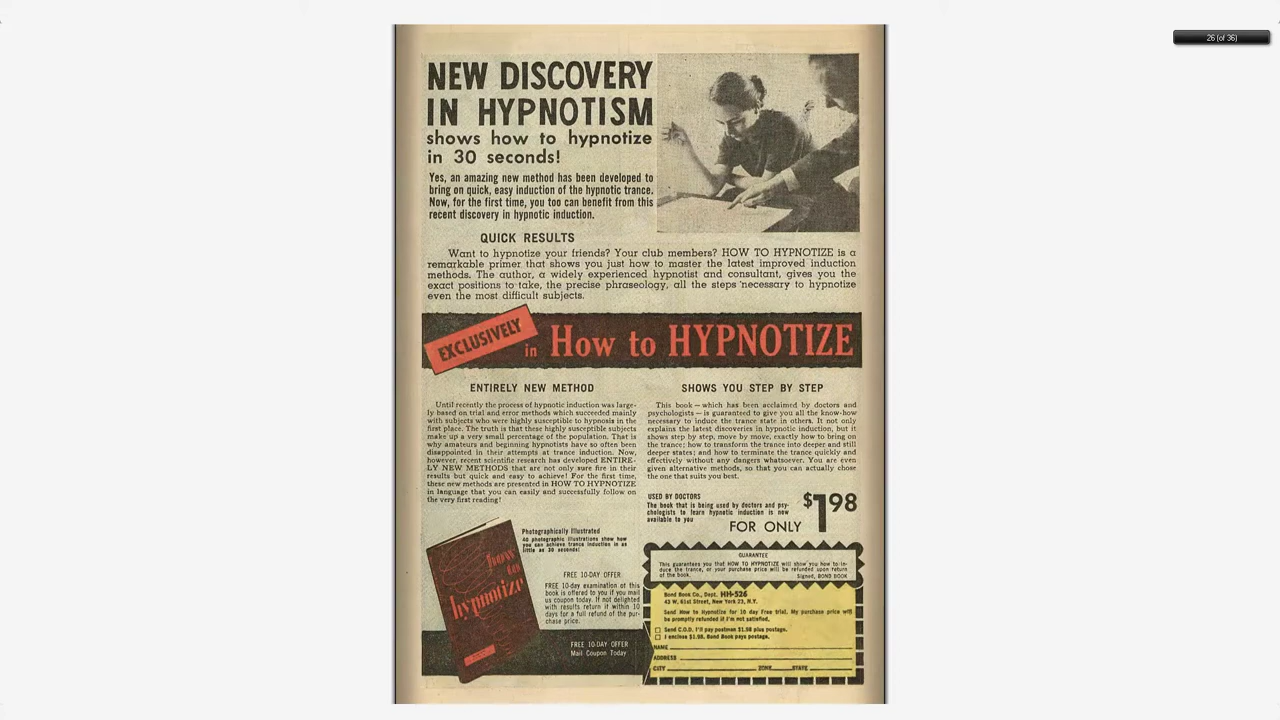 26 (of 36)
NEW DISCOVERY
IN HYPNOTISM
shows how to hypnotize
in 30 seconds!
Yes, an amazing new method has been developed to
bring on quick, easy induction of the hypnotic trance.
Now, for the first time, you too can benefit from this
recent discovery in hypnotic induction.
QUICK RESULTS
Want to hypnotize your friends? Your club members? HOW TO HYPNOTIZE is a
remarkable primer that shows you just how to master the latest improved induction
methods. The author, a widely experienced hypnotist and consultant, gives you the
exact positions to take, the precise phraseology, all the steps necessary to hypnotize
even the most difficult subjects.
EXCLUSIVELY
in How to HYPNOTIZE
ENTIRELY NEW METHOD
Until recently the process of hypnotic induction was large-
ly based on trial and error methods which succeeded mainly
with subjects who were highly susceptible to hypnosis in the
first place. The truth is that these highly susceptible subjects
make up a very small percentage of the population. That is
why amateurs and beginning hypnotists have so often been
disappointed in their attempts at trance induction. Now,
however, recent scientific research has developed ENTIRE-
LY NEW METHODS that are not only sure fire in their
results but quick and easy to achieve! For the first time,
these new methods are presented in HOW TO HYPNOTIZE
in language that you can easily and successfully follow on
the very first reading!
Photographically Illustrated
40 photographic illustrations show how
you can achieve trance induction in as
little as 30 seconds!
how to
hypnotize
FREE 10-DAY OFFER
FREE 10-day examination of this
book is offered to you if you mail
us coupon today. If not delighted
with results return it within 10
days for a full refund of the pur-
chase price.
FREE 10-DAY OFFER
Mail Coupon Today
SHOWS YOU STEP BY STEP
This book — which has been acclaimed by doctors and
psychologists — is guaranteed to give you all the know-how
necessary to induce the trance state in others. It not only
explains the latest discoveries in hypnotic induction, but it
shows step by step, move by move, exactly how to bring on
the trance; how to transform the trance into deeper and still
deeper states; and how to terminate the trance quickly and
effectively without any dangers whatsoever. You are even
given alternative methods, so that you can actually chose
the one that suits you best.
USED BY DOCTORS
The book that is being used by doctors and psy-
chologists to learn hypnotic induction is now
available to you
FOR ONLY
$1.98
GUARANTEE
This guarantees you that HOW TO HYPNOTIZE will show you how to in-
duce the trance, or your purchase price will be refunded upon return
of the book. Signed, BOND BOOK
Bond Book Co., Dept. HH-526
43 W. 61st Street, New York 23, N.Y.
Send How to Hypnotize for 10 day Free trial. My purchase price will
be promptly refunded if I'm not satisfied.
Send C.O.D. I'll pay postman $1.98 plus postage.
I enclose $1.98. Bond Book pays postage.
NAME
ADDRESS
CITY ZONE STATE